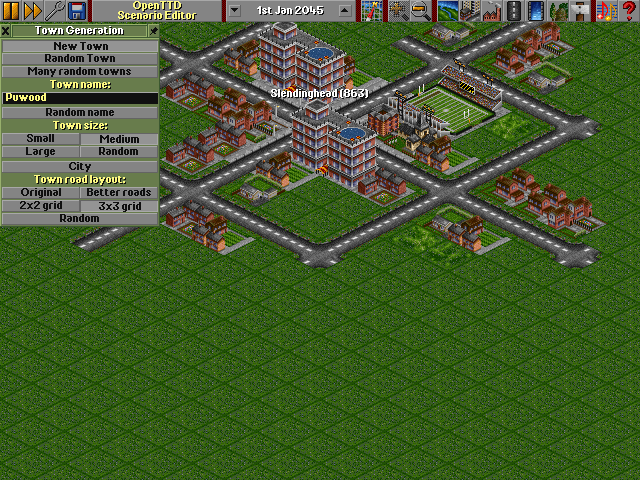 OpenTTD
Scenario Editor
1st Jan 2045
Town Generation
New Town
Random Town
Many random towns
Town name:
Puwood
Random name
Town size:
Small Medium
Large Random
City
Town road layout:
Original Better roads
2x2 grid 3x3 grid
Random
Slendinghead (863)